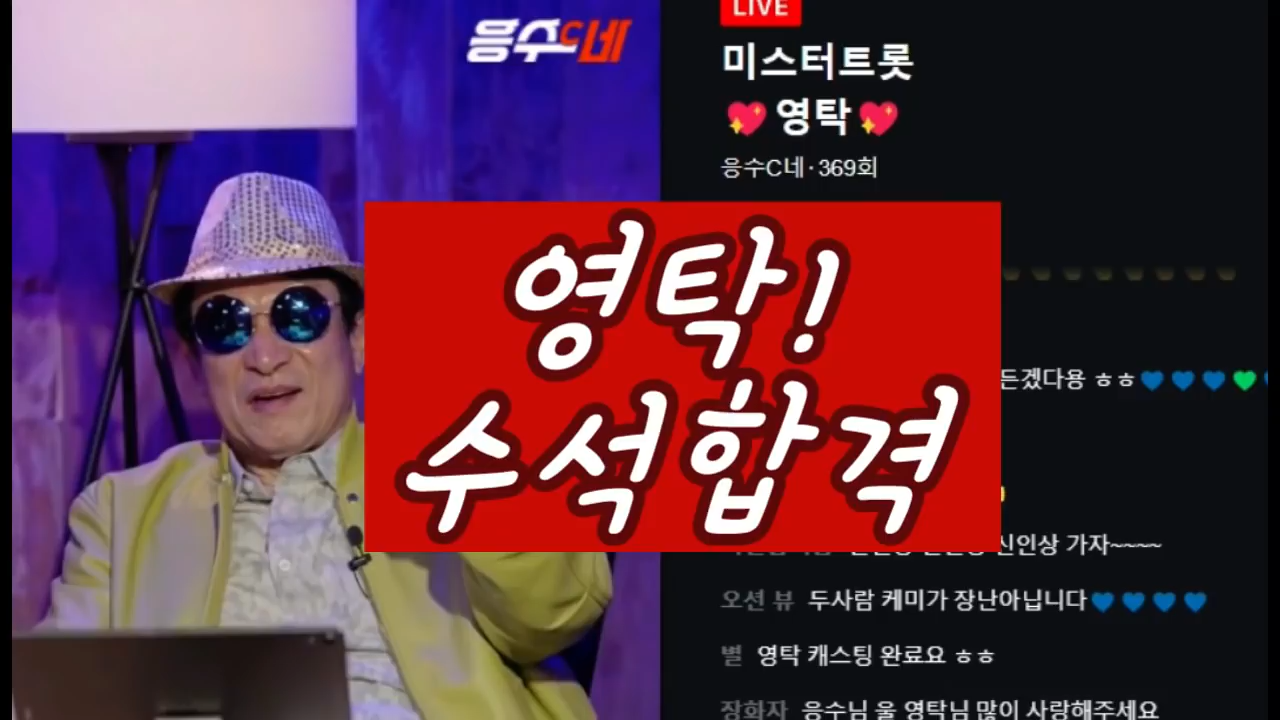 응수C네
LIVE
미스터트롯
💖영탁💖
응수C네·369회
영탁!
수석합격
든겠다용 ㅎㅎ💙💙💙💚
신인상 가자~~~~
오션 뷰 두사람 케미가 장난아닙니다💙💙💙💙
별 영탁 캐스팅 완료요 ㅎㅎ
장화자 응수님 울 영탁님 많이 사랑해주세요